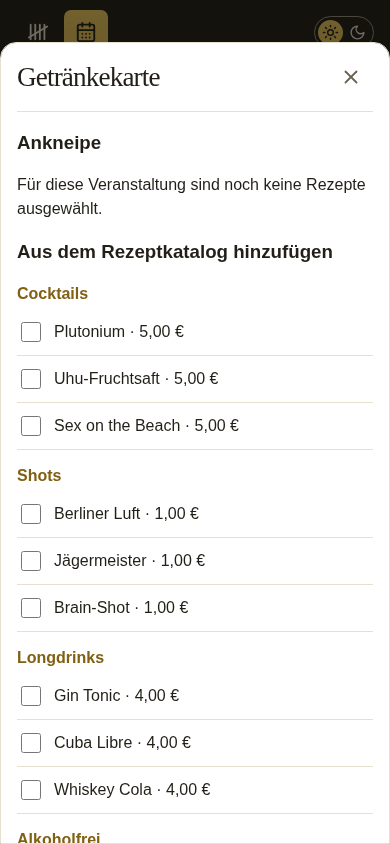 Getränkekarte
Ankneipe
Für diese Veranstaltung sind noch keine Rezepte
ausgewählt.
Aus dem Rezeptkatalog hinzufügen
Cocktails
Plutonium · 5,00 €
Uhu-Fruchtsaft · 5,00 €
Sex on the Beach · 5,00 €
Shots
Berliner Luft · 1,00 €
Jägermeister · 1,00 €
Brain-Shot · 1,00 €
Longdrinks
Gin Tonic · 4,00 €
Cuba Libre · 4,00 €
Whiskey Cola · 4,00 €
Alkoholfrei